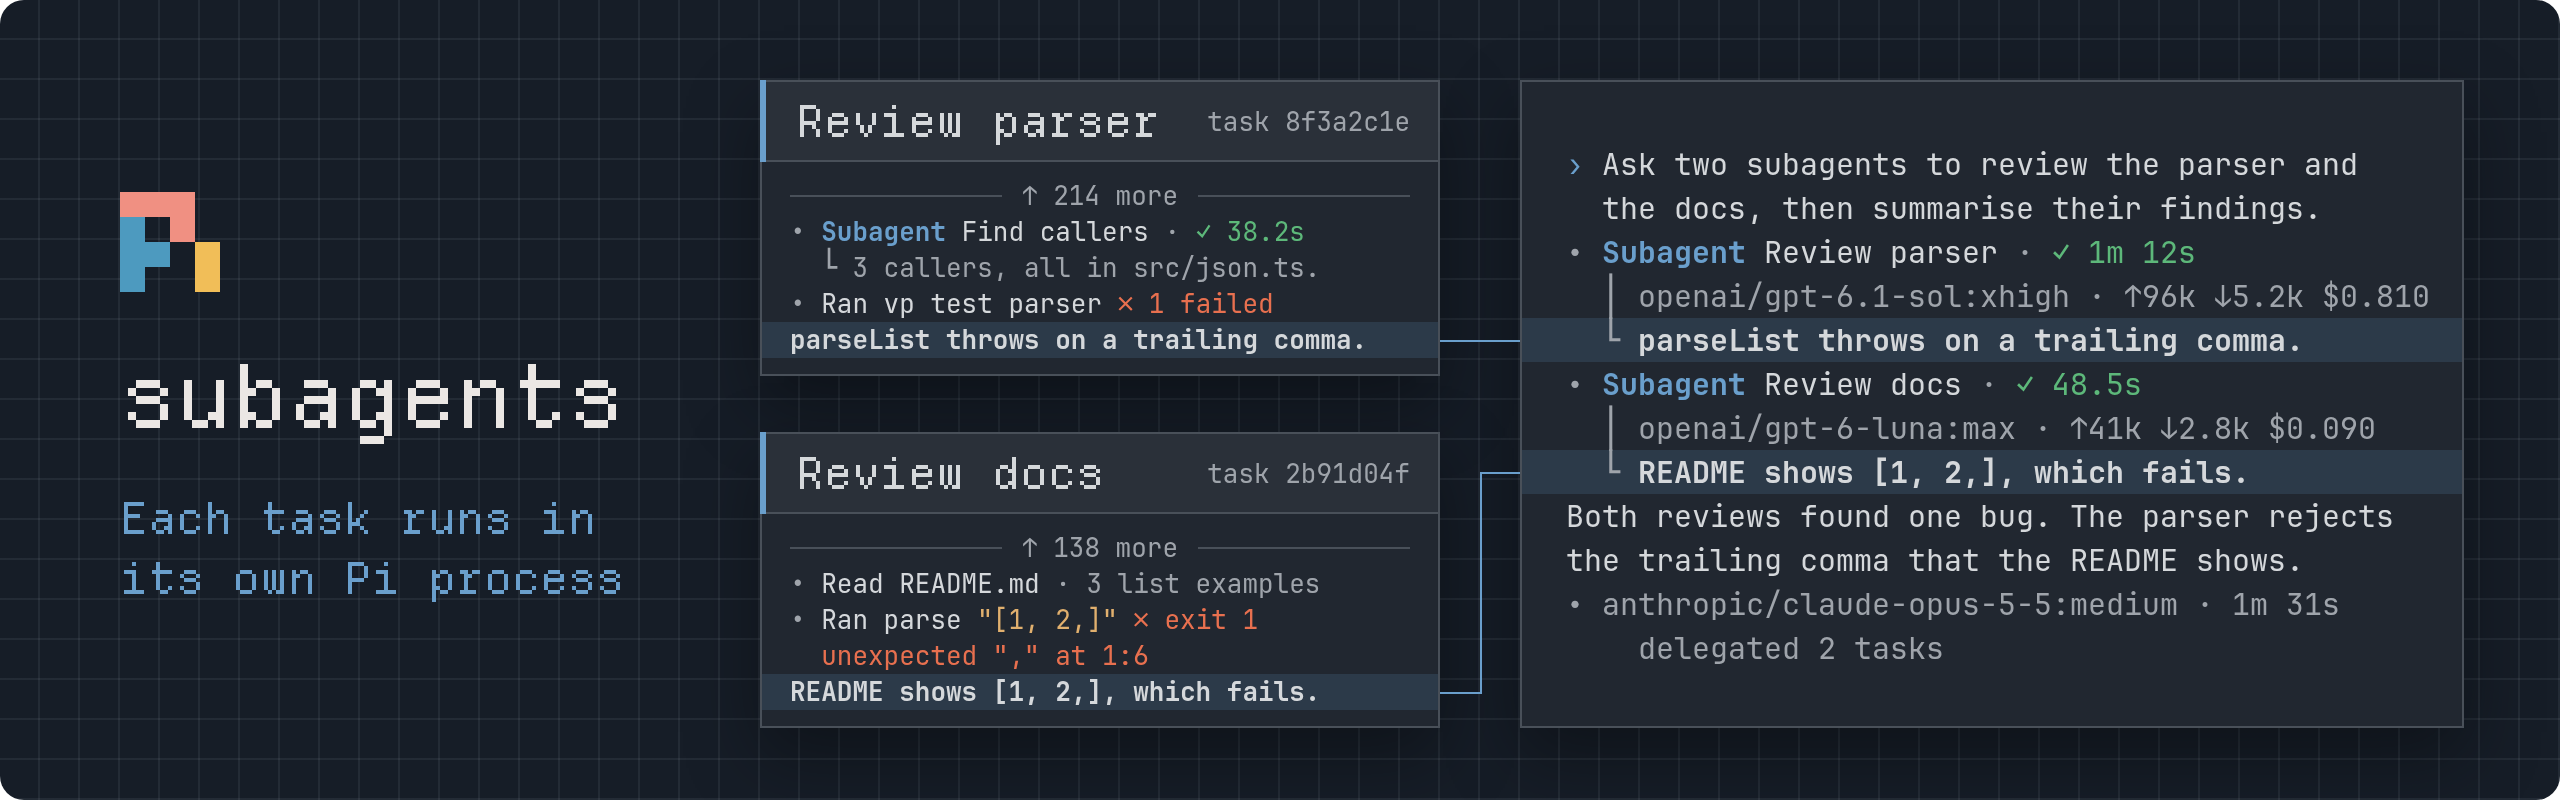 subagents
Each task runs in
its own Pi process
Review parser task 8f3a2c1e
↑ 214 more
• Subagent Find callers · ✓ 38.2s
└ 3 callers, all in src/json.ts.
• Ran vp test parser × 1 failed
parseList throws on a trailing comma.
Review docs task 2b91d04f
↑ 138 more
• Read README.md · 3 list examples
• Ran parse "[1, 2,]" × exit 1
unexpected "," at 1:6
README shows [1, 2,], which fails.
› Ask two subagents to review the parser and
the docs, then summarise their findings.
• Subagent Review parser · ✓ 1m 12s
│ openai/gpt-6.1-sol:xhigh · ↑96k ↓5.2k $0.810
└ parseList throws on a trailing comma.
• Subagent Review docs · ✓ 48.5s
│ openai/gpt-6-luna:max · ↑41k ↓2.8k $0.090
└ README shows [1, 2,], which fails.
Both reviews found one bug. The parser rejects
the trailing comma that the README shows.
• anthropic/claude-opus-5-5:medium · 1m 31s
delegated 2 tasks